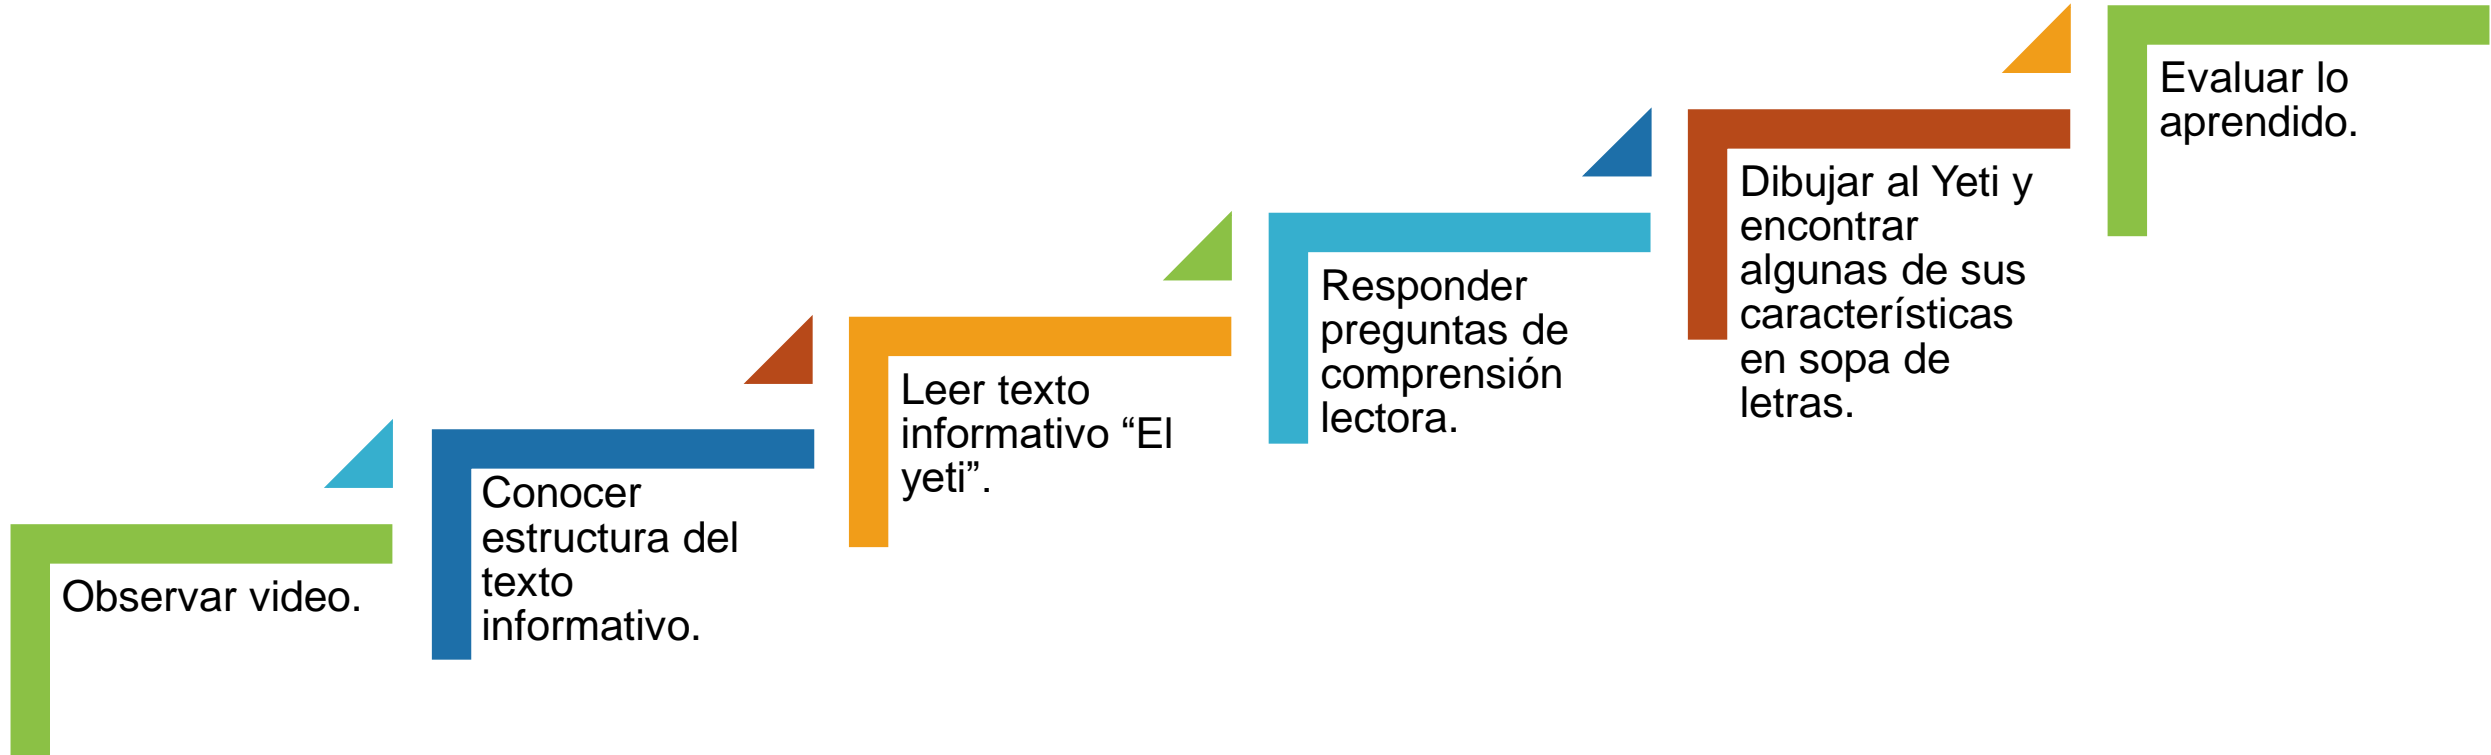 Observar video.
Conocer
estructura del
texto
informativo.
Leer texto
informativo “El
yeti”.
Responder
preguntas de
comprensión
lectora.
Dibujar al Yeti y
encontrar
algunas de sus
características
en sopa de
letras.
Evaluar lo
aprendido.